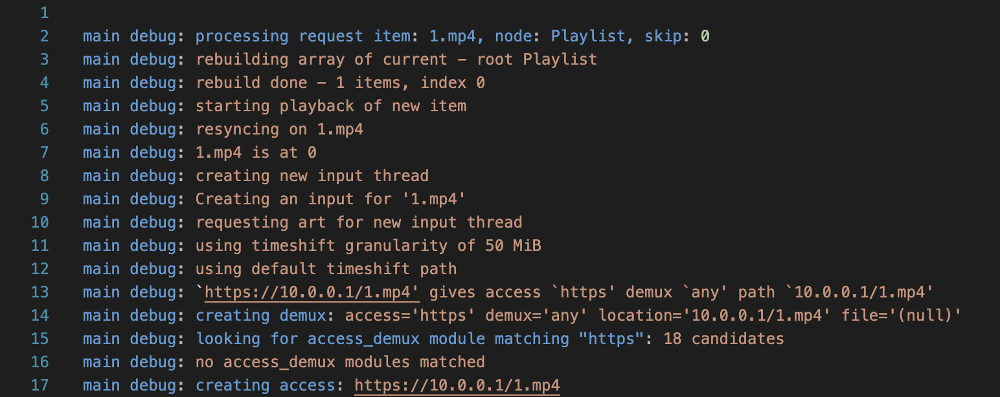 1
2 main debug: processing request item: 1.mp4, node: Playlist, skip: 0
3 main debug: rebuilding array of current - root Playlist
4 main debug: rebuild done - 1 items, index 0
5 main debug: starting playback of new item
6 main debug: resyncing on 1.mp4
7 main debug: 1.mp4 is at 0
8 main debug: creating new input thread
9 main debug: Creating an input for '1.mp4'
10 main debug: requesting art for new input thread
11 main debug: using timeshift granularity of 50 MiB
12 main debug: using default timeshift path
13 main debug: `https://10.0.0.1/1.mp4' gives access `https' demux `any' path `10.0.0.1/1.mp4'
14 main debug: creating demux: access='https' demux='any' location='10.0.0.1/1.mp4' file='(null)'
15 main debug: looking for access_demux module matching "https": 18 candidates
16 main debug: no access_demux modules matched
17 main debug: creating access: https://10.0.0.1/1.mp4